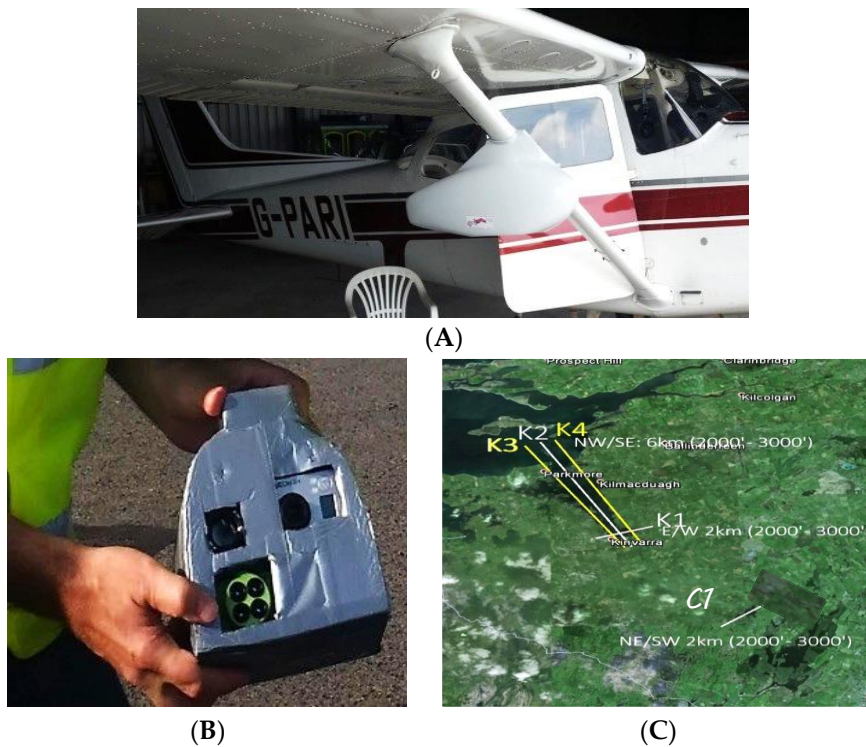 G-PARI
(A)
(B)
Prospect Hill
Clarinbridge
Kilcolgan
K2
K4
K3
NW/SE: 6km (2000'- 3000')
Parkmore
Kilmacduagh
K1
E/W 2km (2000'- 3000'
Kinvarra
C1
NE/SW 2km (2000'- 3000')
(C)